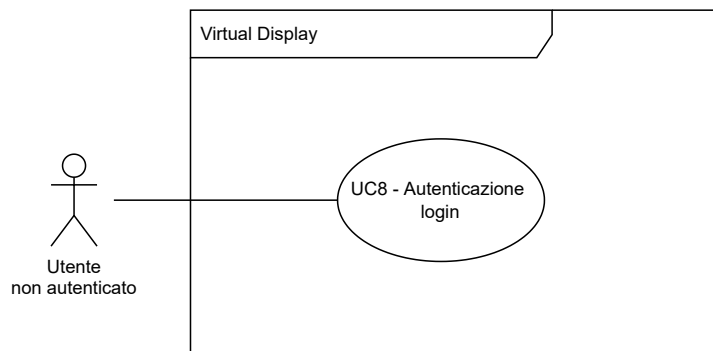 Virtual Display
UC8 - Autenticazione
login
Utente
non autenticato